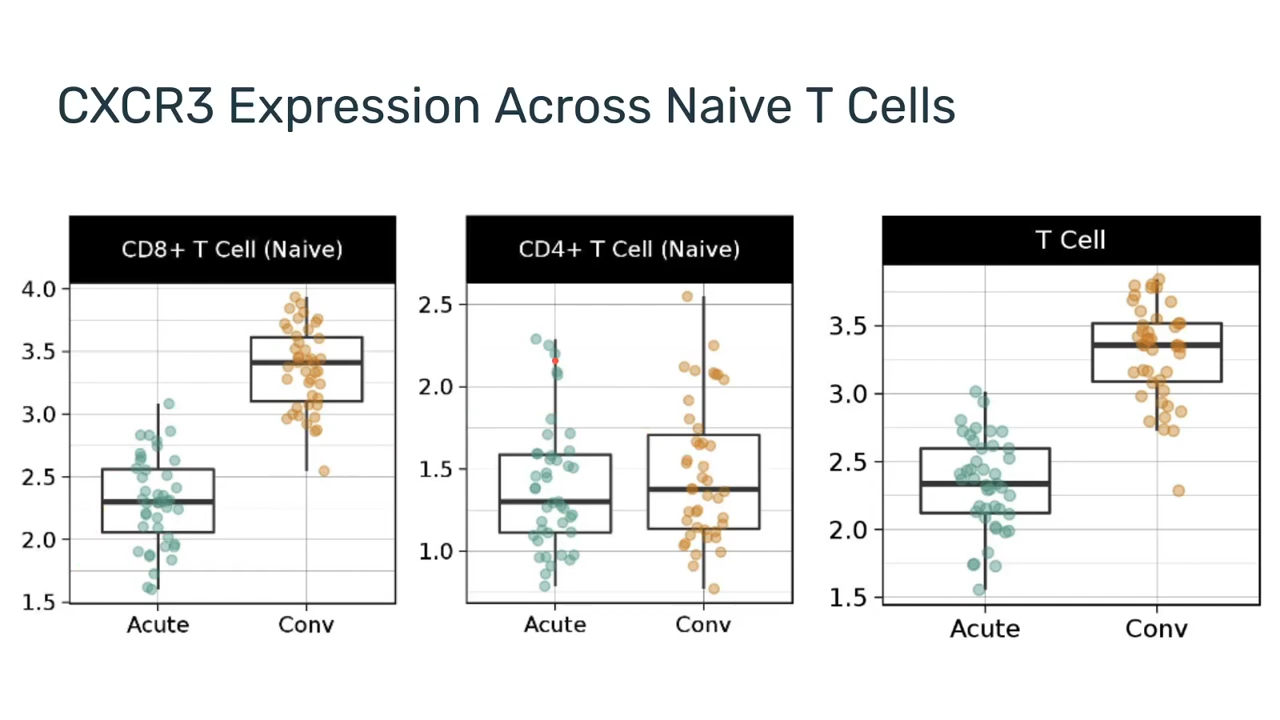 CXCR3 Expression Across Naive T Cells
CD8+ T Cell (Naive)
4.0
3.5
3.0
2.5
2.0
1.5
Acute
Conv
CD4+ T Cell (Naive)
2.5
2.0
1.5
1.0
Acute
Conv
T Cell
3.5
3.0
2.5
2.0
1.5
Acute
Conv